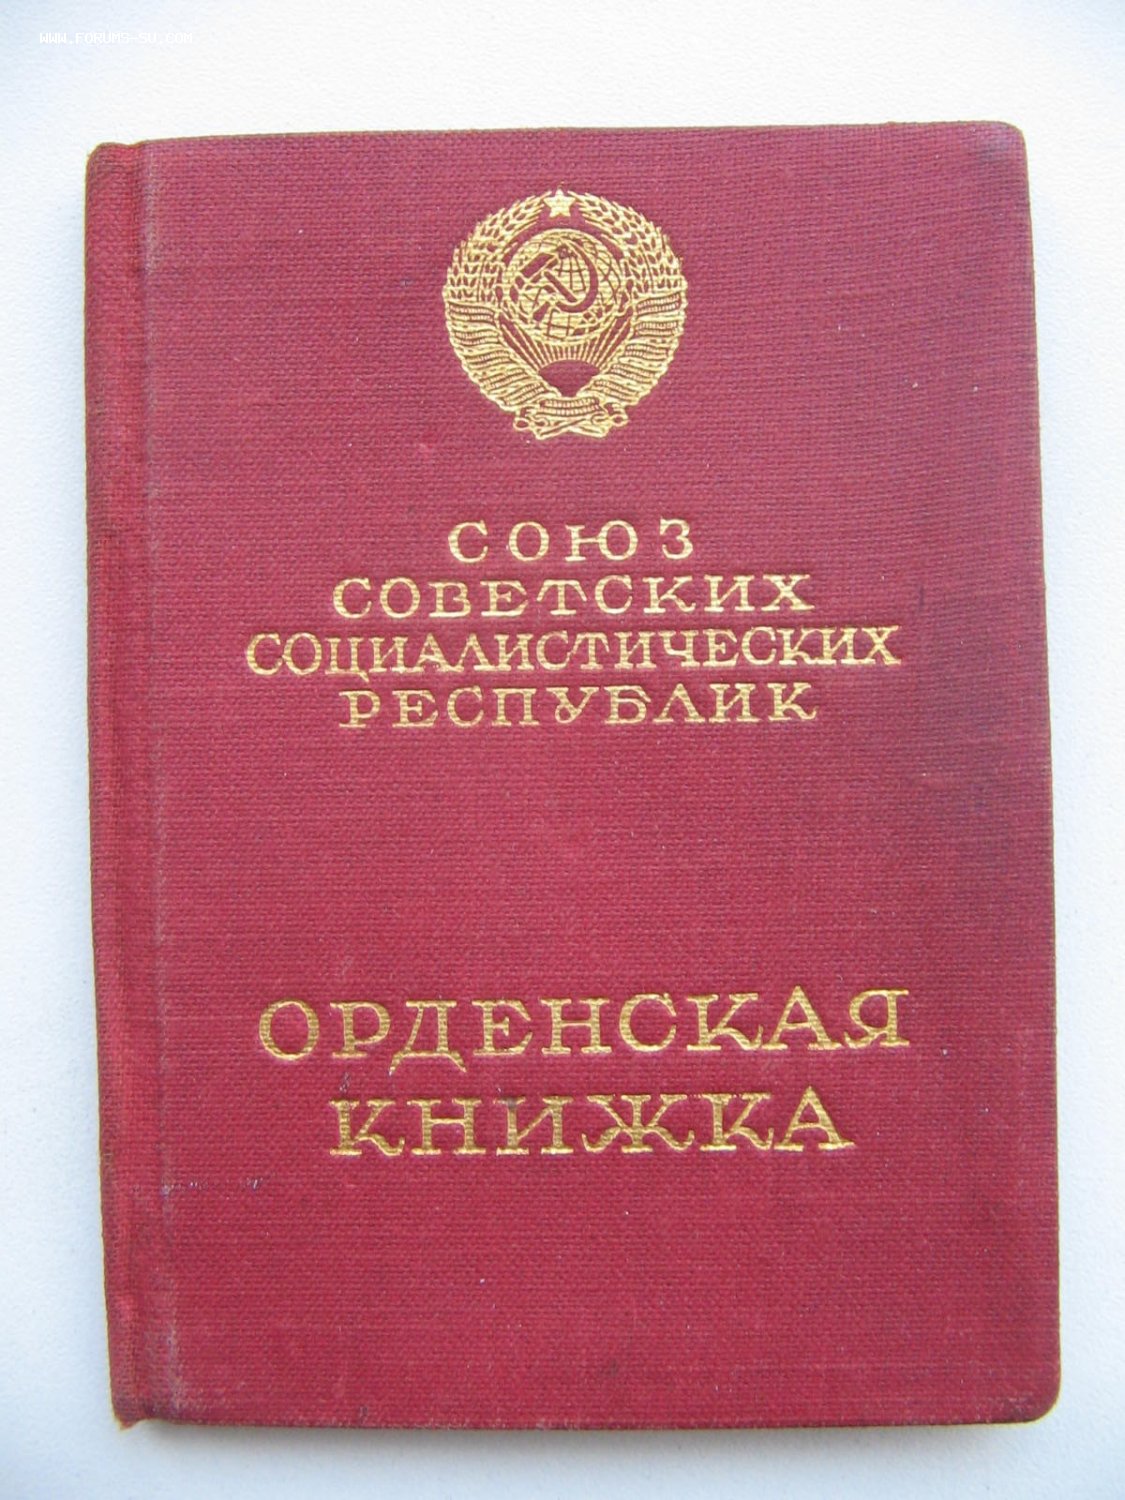 WWW.FORUMS-SU.COM
СОЮЗ
СОВЕТСКИХ
СОЦИАЛИСТИЧЕСКИХ
РЕСПУБЛИК
ОРДЕНСКАЯ
КНИЖКА